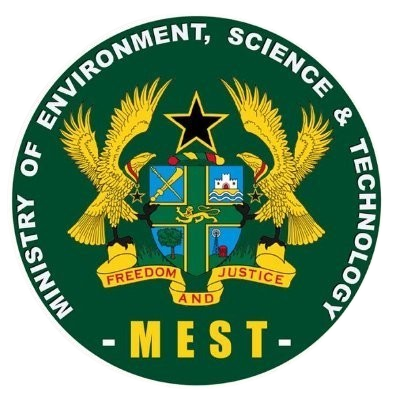 MINISTRY OF ENVIRONMENT, SCIENCE & TECHNOLOGY
FREEDOM AND JUSTICE
- MEST -